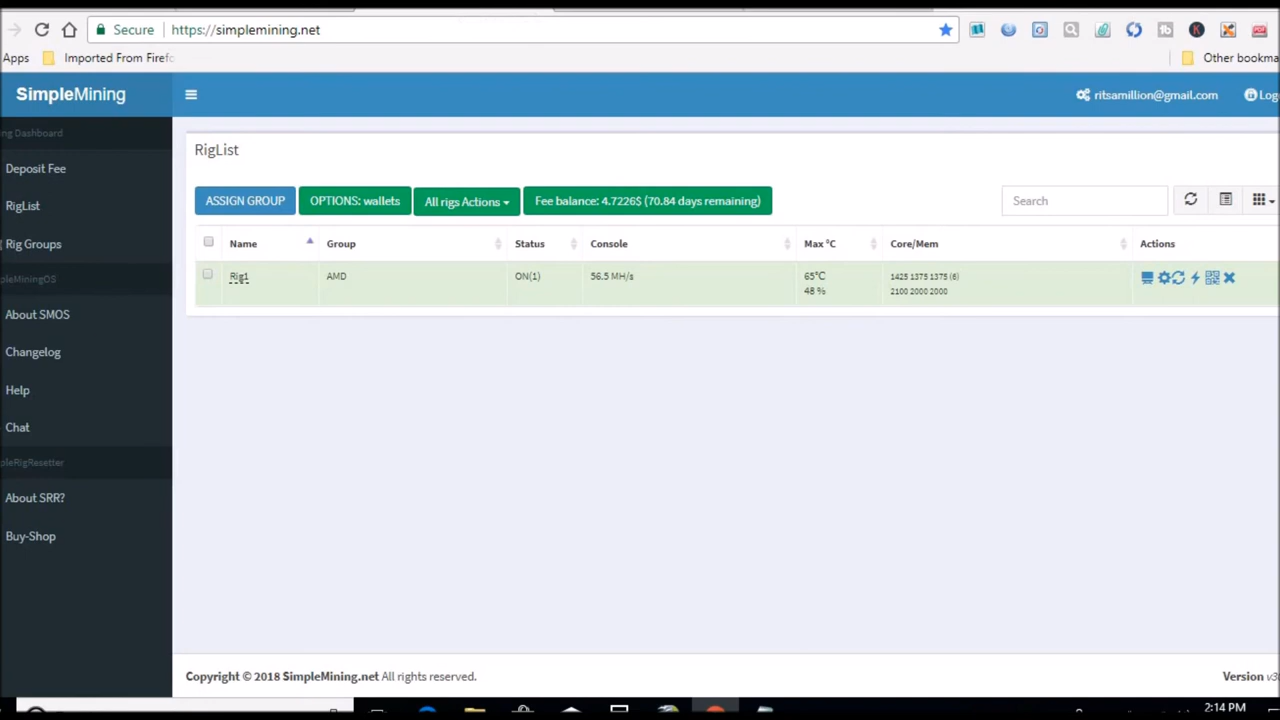 Secure https://simplemining.net
Apps Imported From Firefo Other bookma
SimpleMining ritsamillion@gmail.com Log
ng Dashboard
Deposit Fee
RigList
Rig Groups
pleMiningOS
About SMOS
Changelog
Help
Chat
pleRigResetter
About SRR?
Buy-Shop
RigList
ASSIGN GROUP OPTIONS: wallets All rigs Actions Fee balance: 4.7226$ (70.84 days remaining) Search
Name Group Status Console Max °C Core/Mem Actions
Rig1 AMD ON(1) 56.5 MH/s 65°C 1425 1375 1375 (6)
48 % 2100 2000 2000
Copyright © 2018 SimpleMining.net All rights reserved. Version v3
2:14 PM